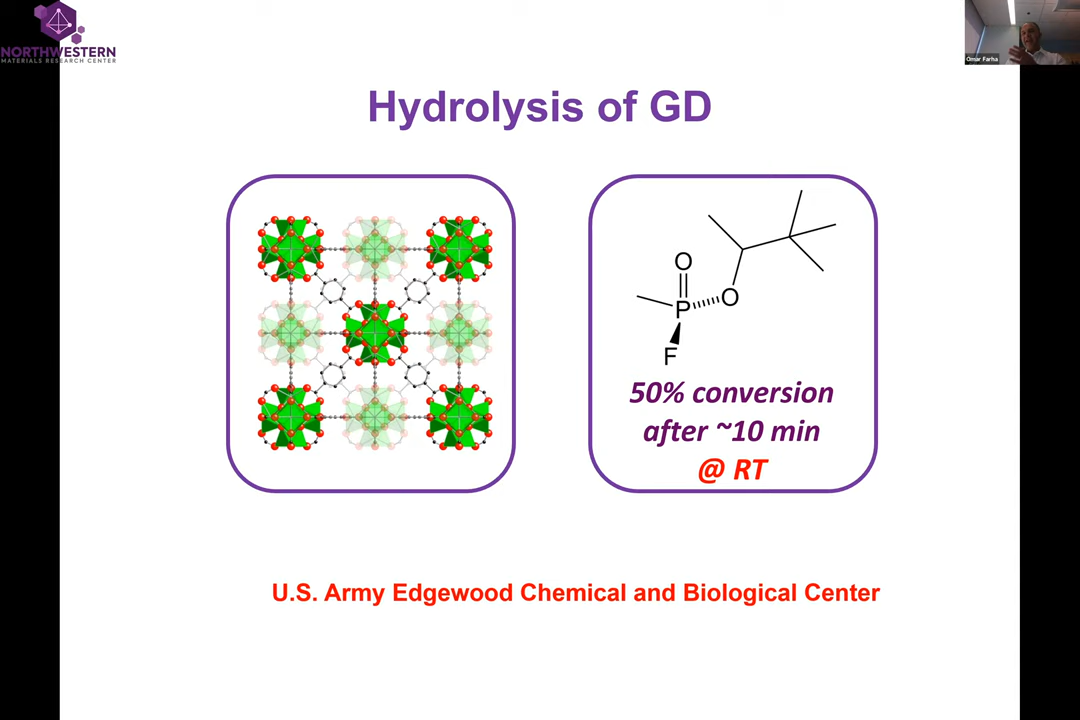 NORTHWESTERN
MATERIALS RESEARCH CENTER
Omar Farha
Hydrolysis of GD
O
P
O
F
50% conversion
after ~10 min
@ RT
U.S. Army Edgewood Chemical and Biological Center